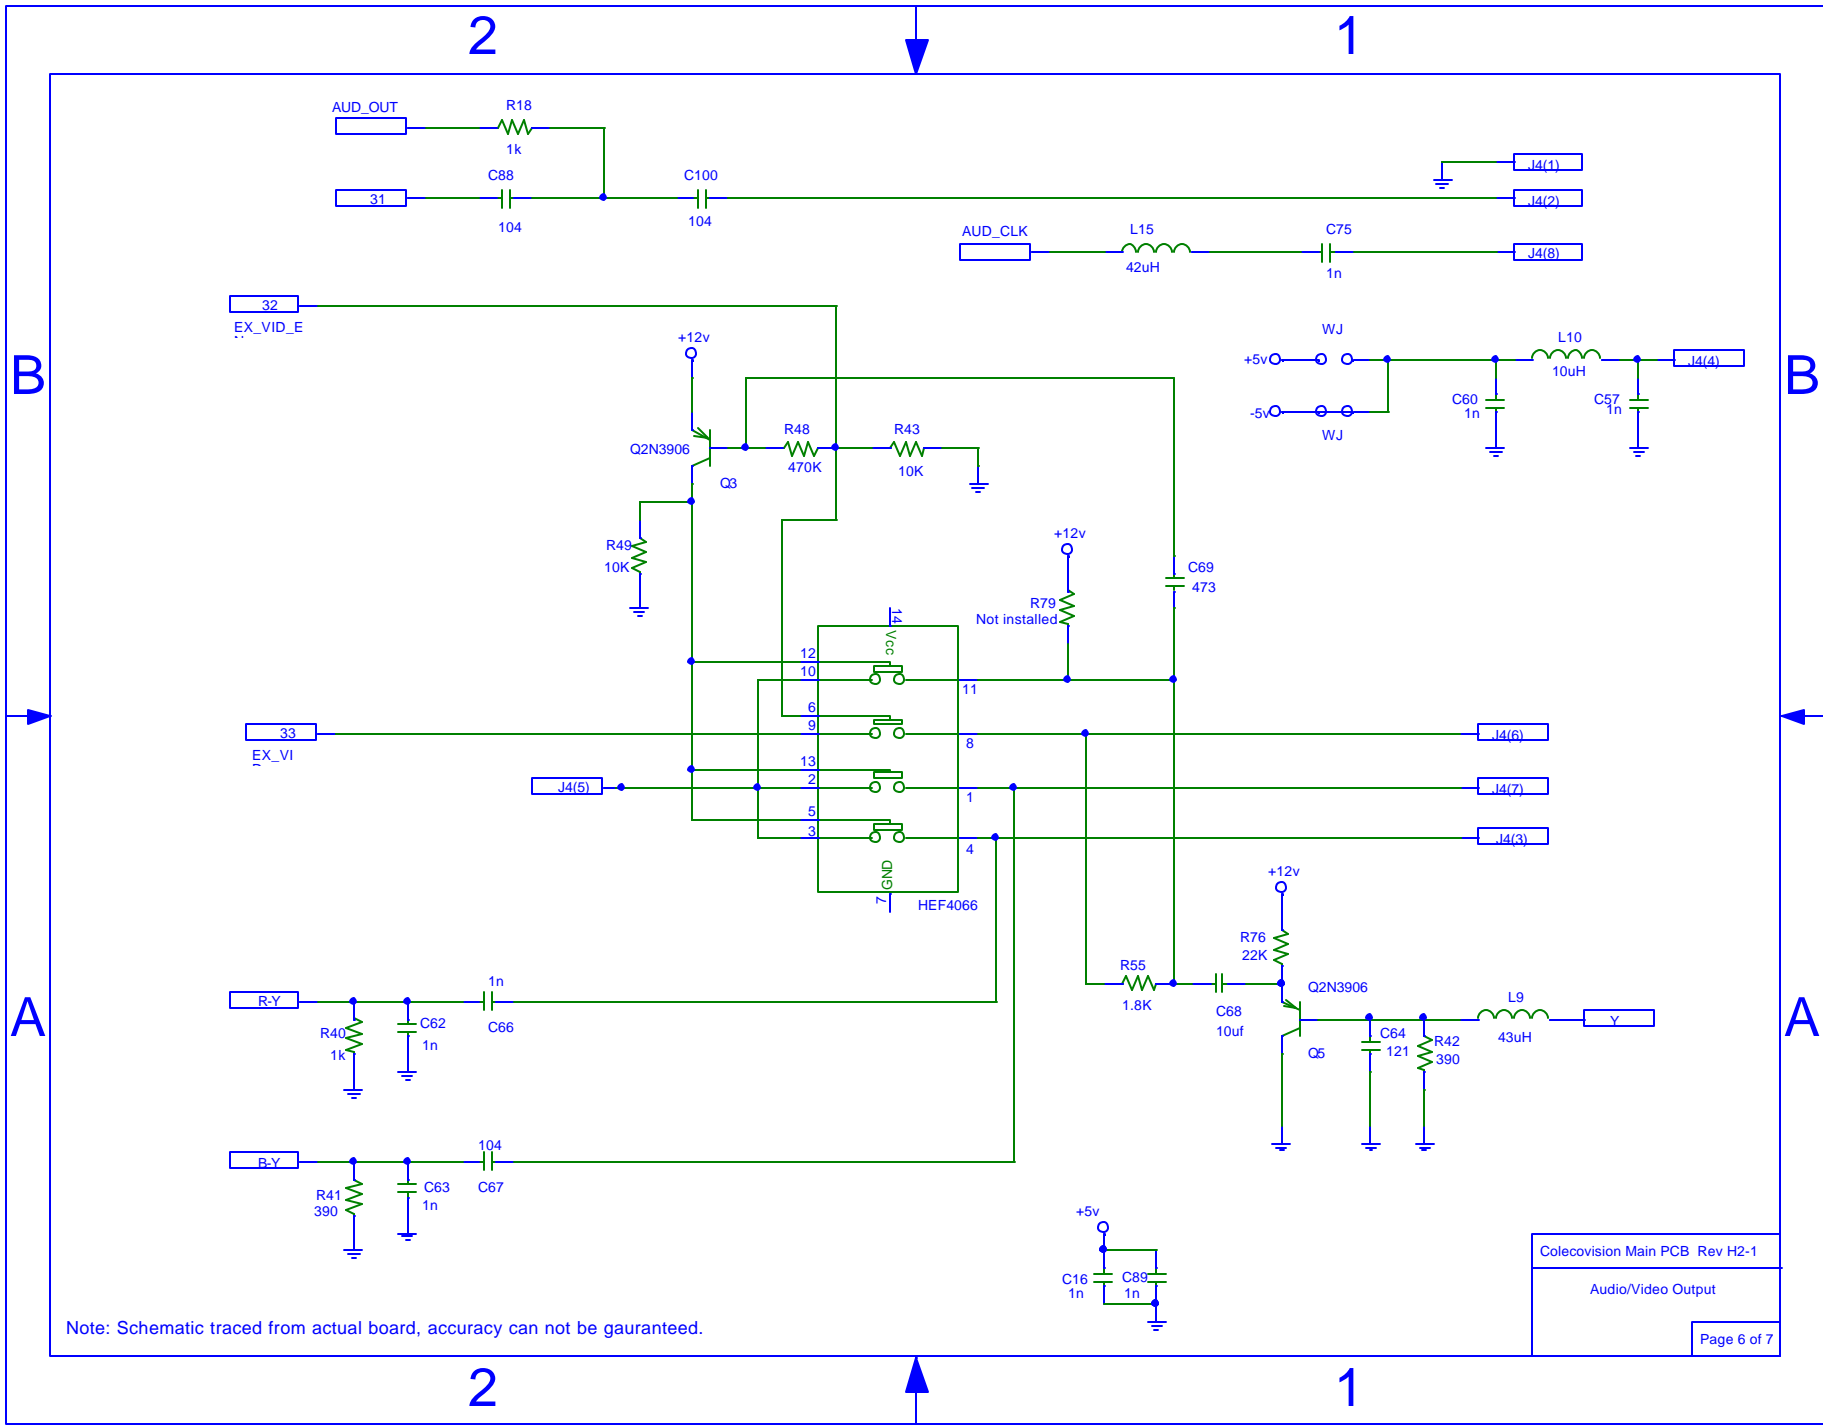 2 1
AUD_OUT
R18
1k
J4(1)
C88 C100
31
J4(2)
104 104
AUD_CLK
L15
C75
J4(8)
42uH
1n
32
EX_VID_E
+12v
WJ
L10
+5v
J4(4)
10uH
B B
C60
1n
C57
1n
-5v
WJ
Q2N3906
R48
470K
R43
10K
Q3
R49
10K
+12v
C69
473
R79
Not installed
14
Vcc
12
10
11
6
9
8
33
EX_VI
J4(6)
13
2
1
J4(5)
J4(7)
5
3
4
J4(3)
GND
7
HEF4066
+12v
R76
22K
R55
1.8K
C68
10uf
Q2N3906
Q5
L9
43uH
Y
C64
121
R42
390
R-Y
1n
C66
A A
R40
1k
C62
1n
B-Y
104
C67
R41
390
C63
1n
+5v
C16
1n
C89
1n
Colecovision Main PCB Rev H2-1
Audio/Video Output
Page 6 of 7
Note: Schematic traced from actual board, accuracy can not be gauranteed.
2 1